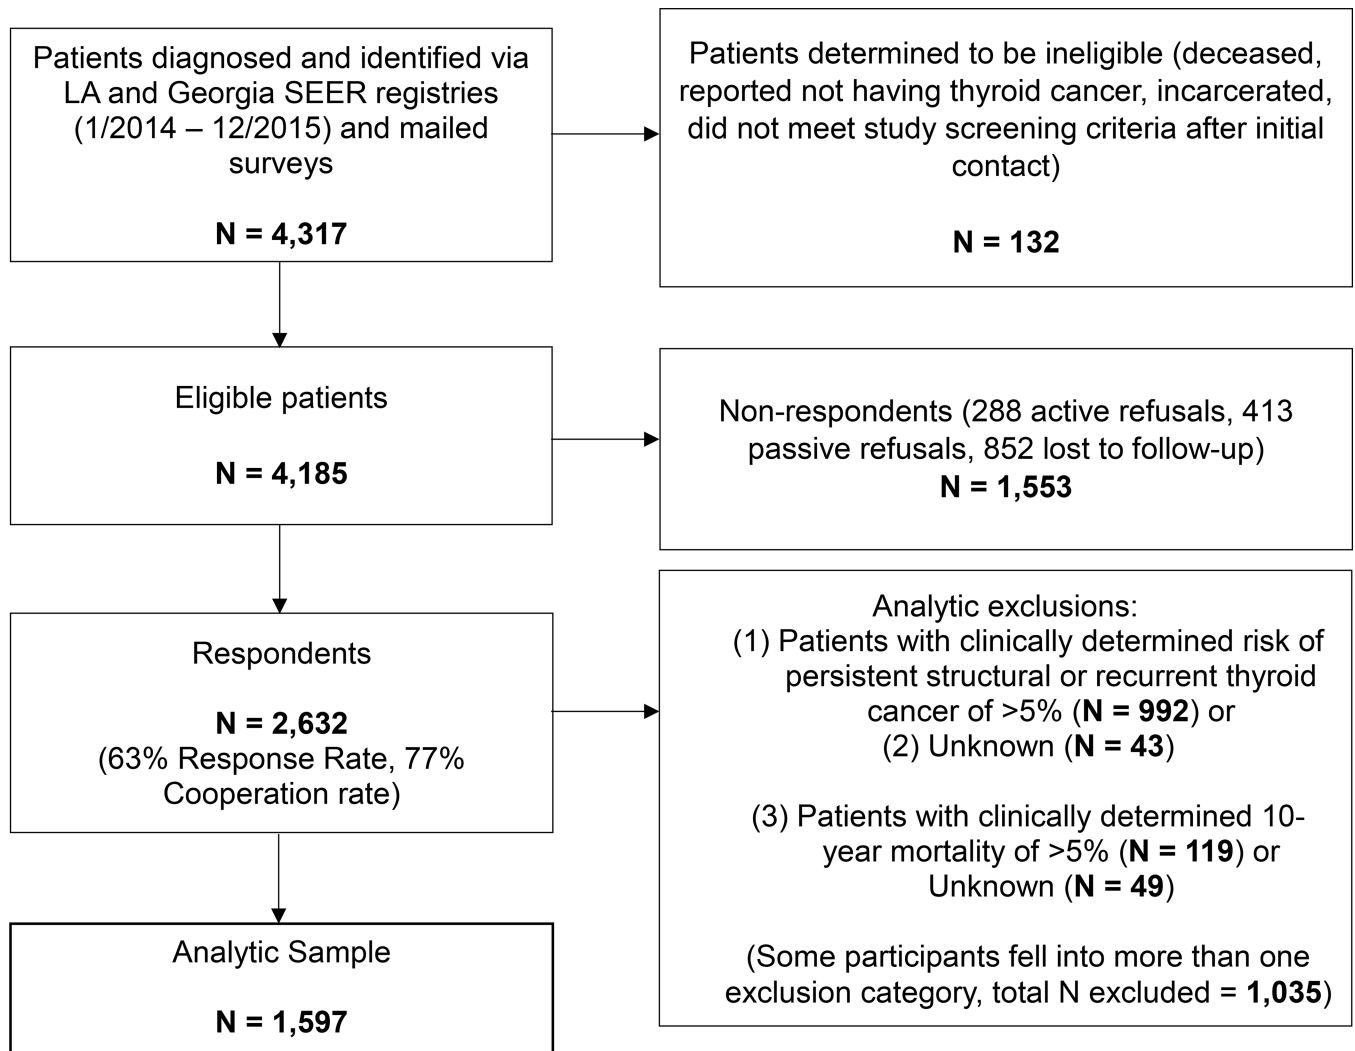 Patients diagnosed and identified via
LA and Georgia SEER registries
(1/2014 – 12/2015) and mailed
surveys
N = 4,317
Patients determined to be ineligible (deceased,
reported not having thyroid cancer, incarcerated,
did not meet study screening criteria after initial
contact)
N = 132
Eligible patients
N = 4,185
Non-respondents (288 active refusals, 413
passive refusals, 852 lost to follow-up)
N = 1,553
Respondents
N = 2,632
(63% Response Rate, 77%
Cooperation rate)
Analytic exclusions:
(1) Patients with clinically determined risk of
persistent structural or recurrent thyroid
cancer of >5% (N = 992) or
(2) Unknown (N = 43)
(3) Patients with clinically determined 10-
year mortality of >5% (N = 119) or
Unknown (N = 49)
(Some participants fell into more than one
exclusion category, total N excluded = 1,035)
Analytic Sample
N = 1,597